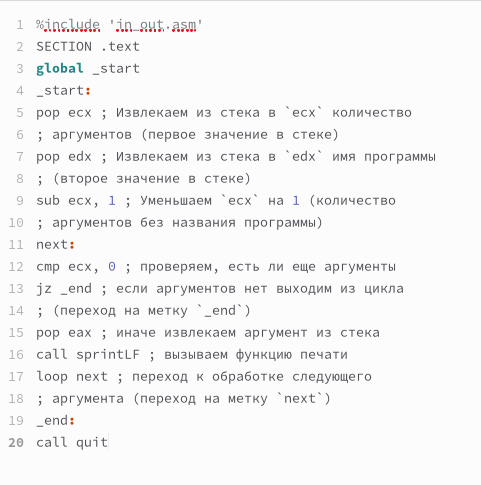 1 %include 'in_out.asm'
2 SECTION .text
3 global _start
4 _start:
5 pop ecx ; Извлекаем из стека в `ecx` количество
6 ; аргументов (первое значение в стеке)
7 pop edx ; Извлекаем из стека в `edx` имя программы
8 ; (второе значение в стеке)
9 sub ecx, 1 ; Уменьшаем `ecx` на 1 (количество
10 ; аргументов без названия программы)
11 next:
12 cmp ecx, 0 ; проверяем, есть ли еще аргументы
13 jz _end ; если аргументов нет выходим из цикла
14 ; (переход на метку `_end`)
15 pop eax ; иначе извлекаем аргумент из стека
16 call sprintLF ; вызываем функцию печати
17 loop next ; переход к обработке следующего
18 ; аргумента (переход на метку `next`)
19 _end:
20 call quit